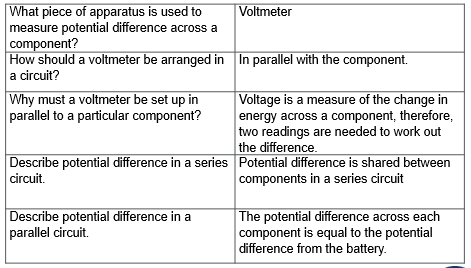 What piece of apparatus is used to
measure potential difference across a
component?
Voltmeter
How should a voltmeter be arranged in
a circuit?
In parallel with the component.
Why must a voltmeter be set up in
parallel to a particular component?
Voltage is a measure of the change in
energy across a component, therefore,
two readings are needed to work out
the difference.
Describe potential difference in a series
circuit.
Potential difference is shared between
components in a series circuit
Describe potential difference in a
parallel circuit.
The potential difference across each
component is equal to the potential
difference from the battery.